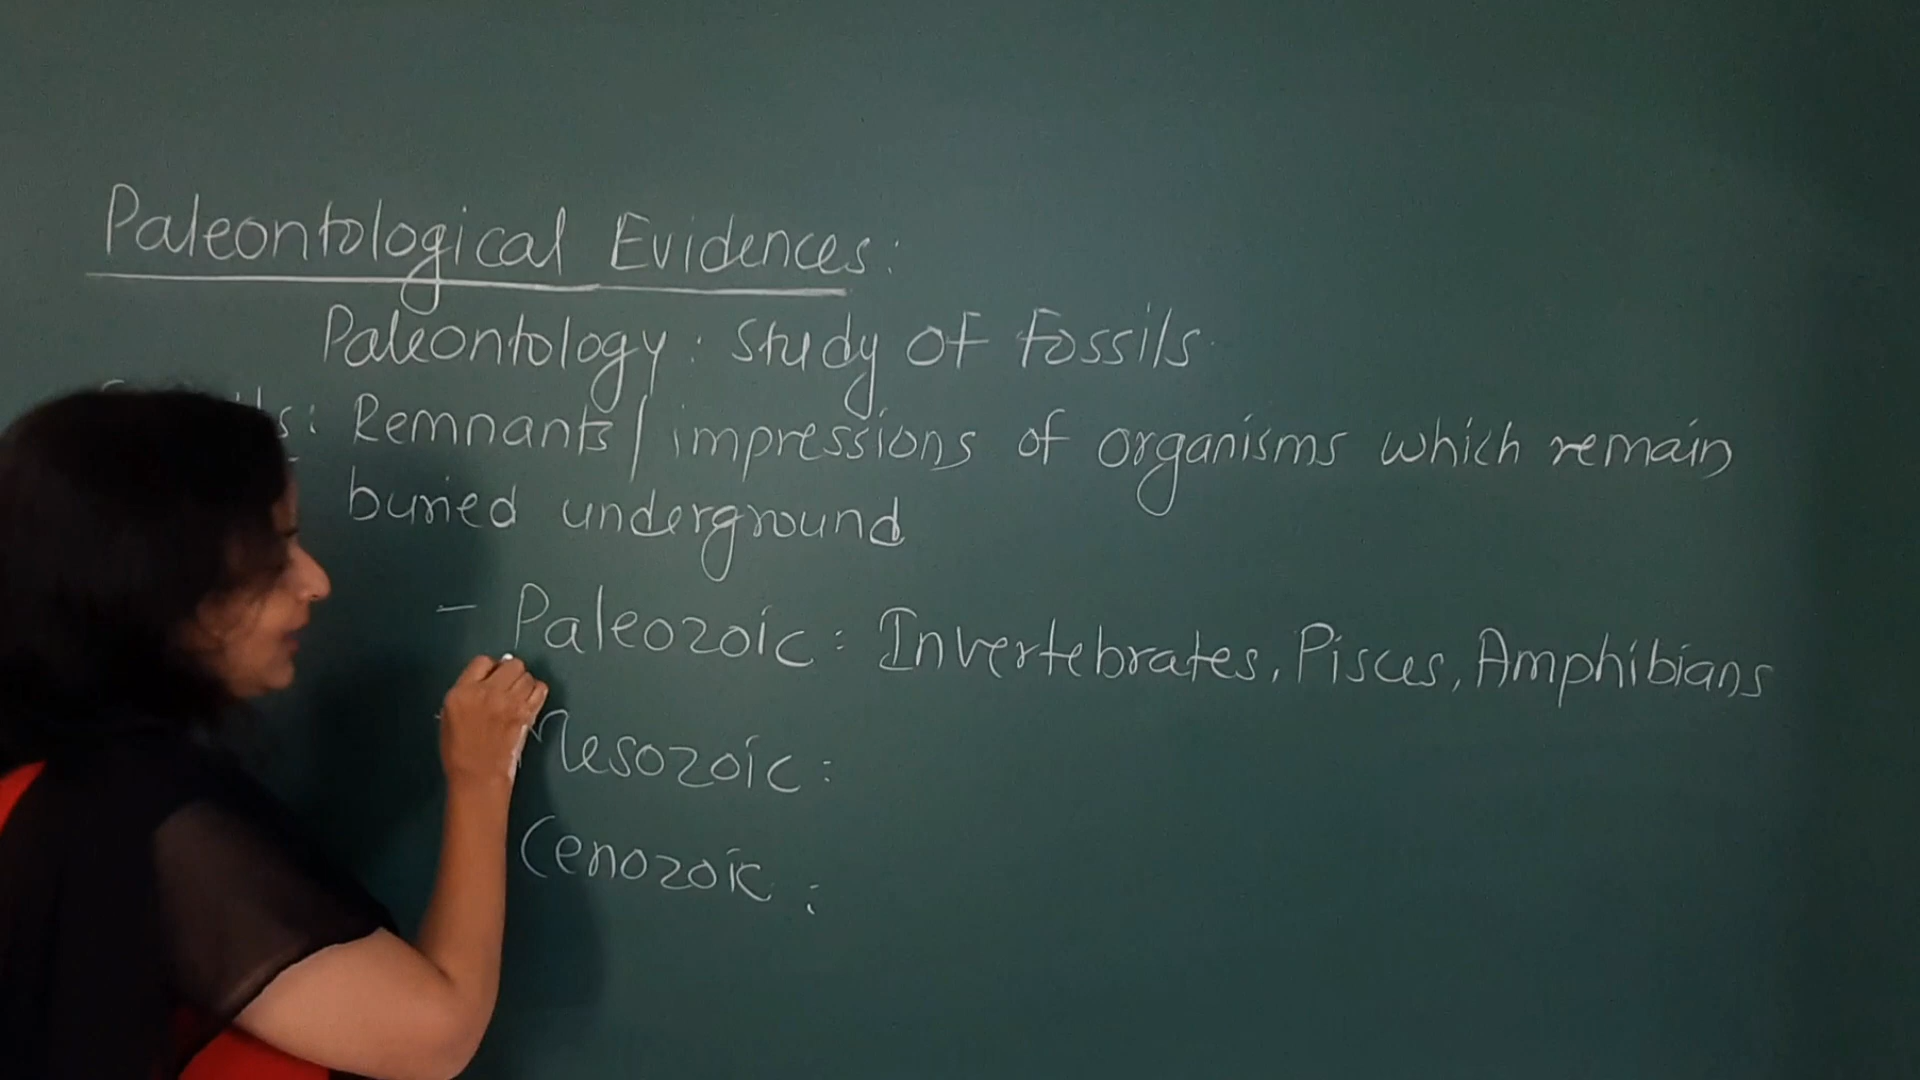 Paleontological Evidences:
Paleontology: Study of Fossils
: Remnants/impressions of organisms which remain
buried underground
- Paleozoic: Invertebrates, Pisces, Amphibians
Mesozoic:
Cenozoic: